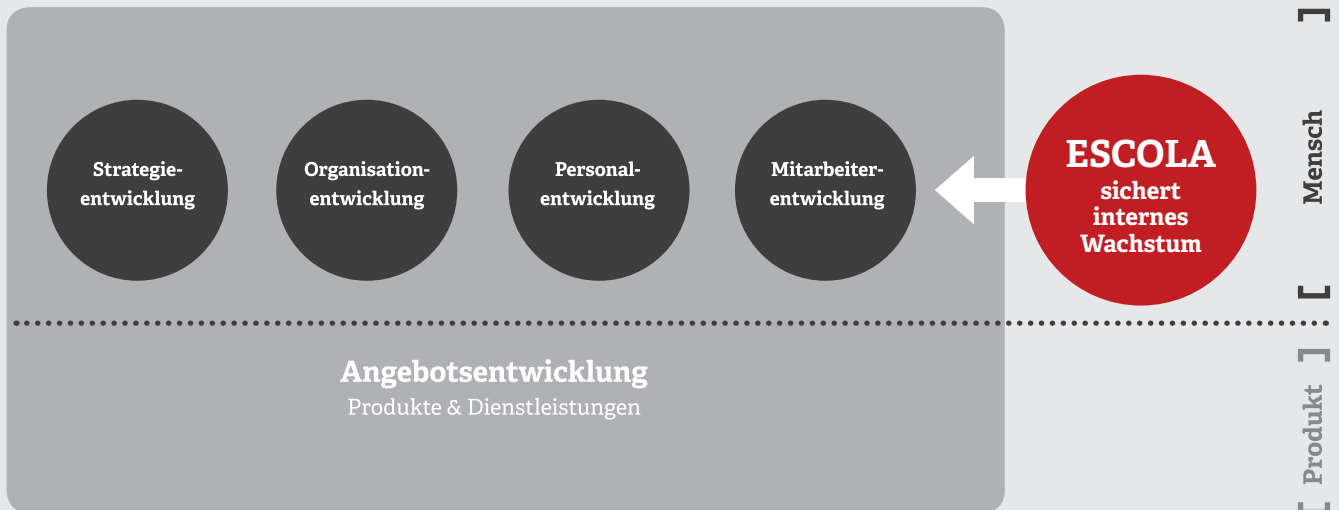 Strategie-
entwicklung
Organisation-
entwicklung
Personal-
entwicklung
Mitarbeiter-
entwicklung
ESCOLA
sichert
internes
Wachstum
[ Mensch ]
Angebotsentwicklung
Produkte & Dienstleistungen
[ Produkt ]